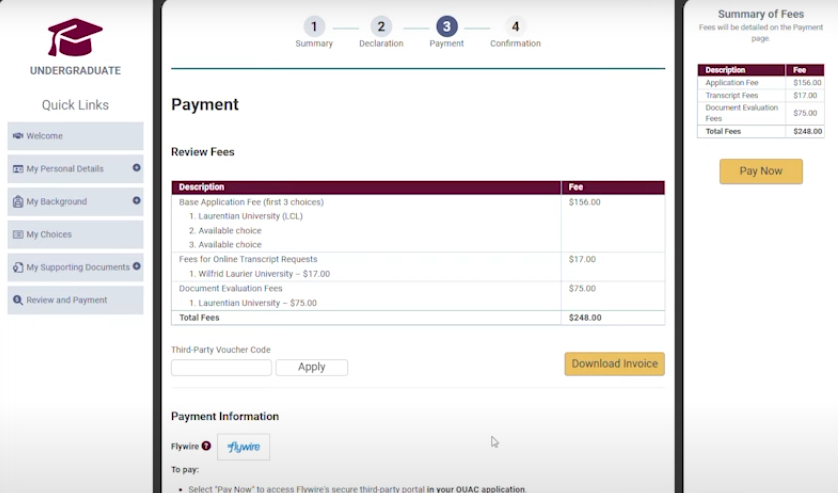 UNDERGRADUATE
Quick Links
Welcome
My Personal Details
My Background
My Choices
My Supporting Documents
Review and Payment
1
2
3
4
Summary
Declaration
Payment
Confirmation
Payment
Review Fees
Description Fee
Base Application Fee (first 3 choices) $156.00
1. Laurentian University (LCL)
2. Available choice
3. Available choice
Fees for Online Transcript Requests $17.00
1. Wilfrid Laurier University – $17.00
Document Evaluation Fees $75.00
1. Laurentian University – $75.00
Total Fees $248.00
Third-Party Voucher Code
Apply
Download Invoice
Payment Information
Flywire ? flywire
To pay:
• Select "Pay Now" to access Flywire's secure third-party portal in your OUAC application.
Summary of Fees
Fees will be detailed on the Payment
page.
Description Fee
Application Fee $156.00
Transcript Fees $17.00
Document Evaluation
Fees $75.00
Total Fees $248.00
Pay Now